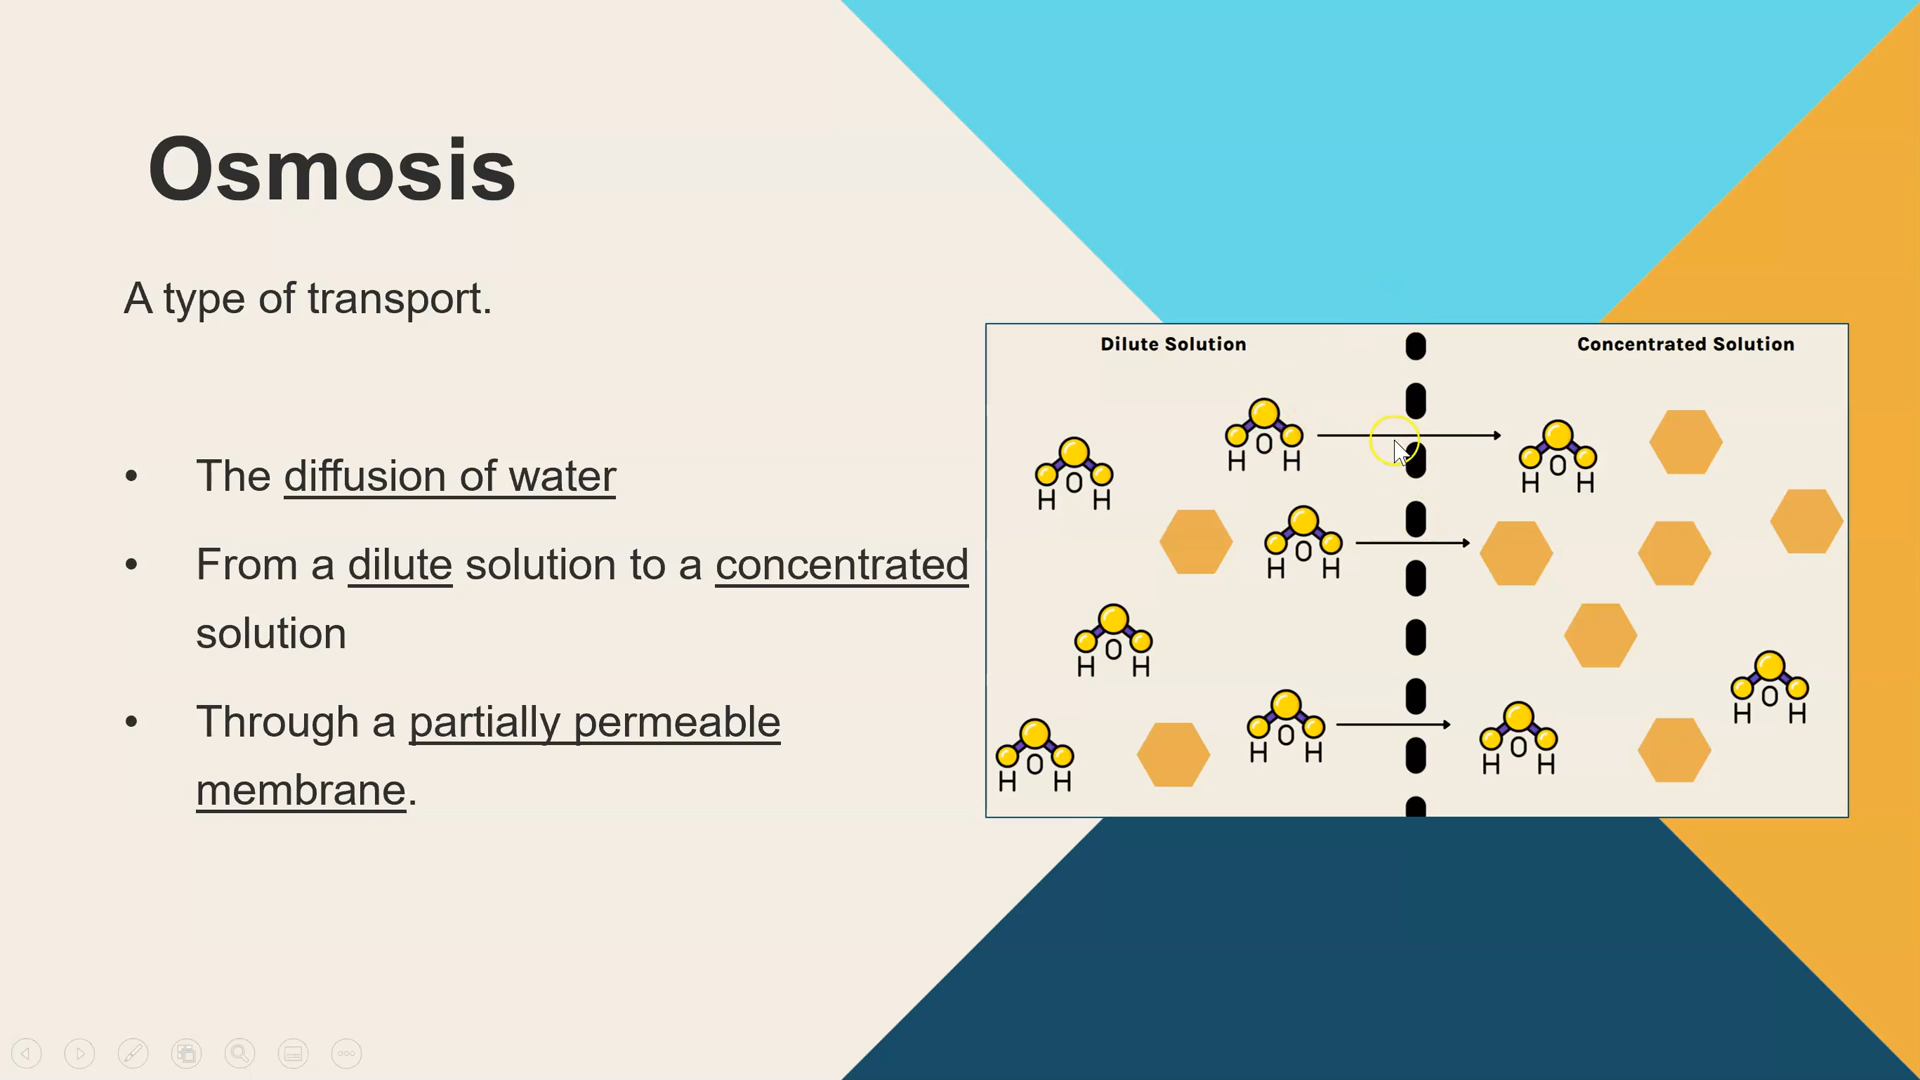 Osmosis
A type of transport.
• The diffusion of water
• From a dilute solution to a concentrated
solution
• Through a partially permeable
membrane.
Dilute Solution
Concentrated Solution
H O H
H O H
H O H
H O H
H O H
H O H
H O H
H O H
H O H
H O H